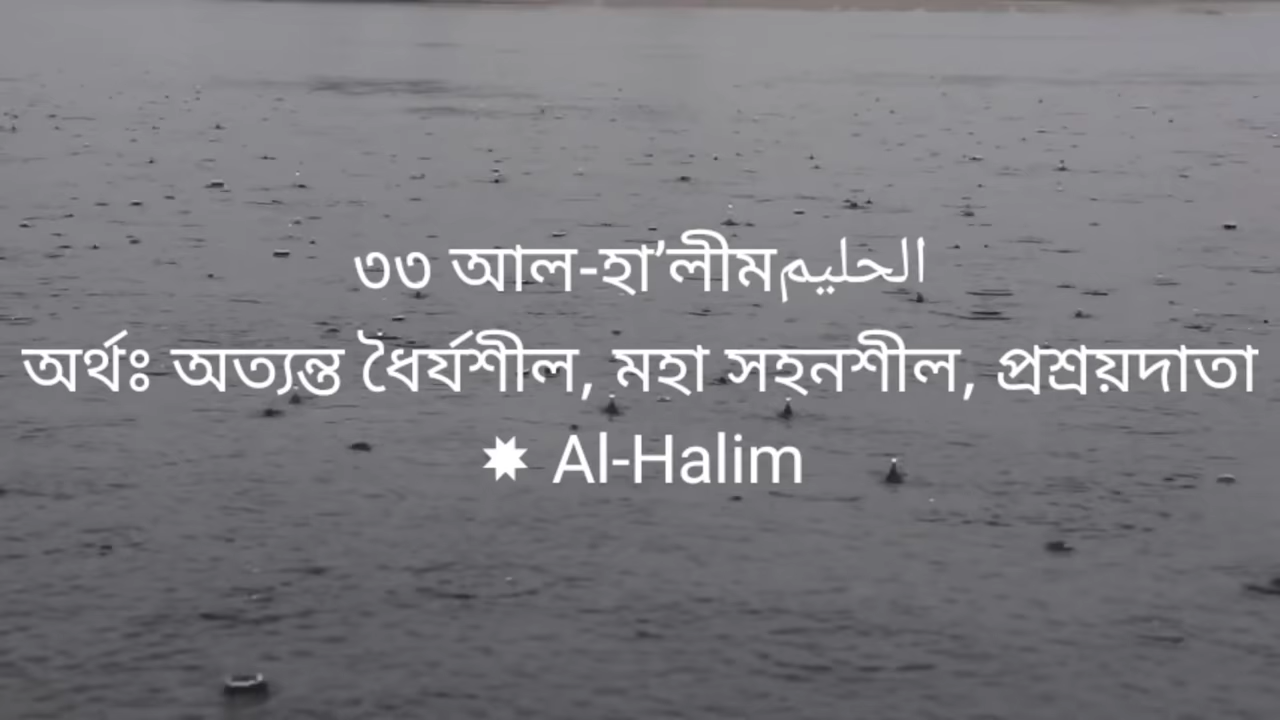 ৩৩ আল-হা’লীমالحليم
অর্থঃ অত্যন্ত ধৈর্যশীল, মহা সহনশীল, প্রশ্রয়দাতা
✸ Al-Halim